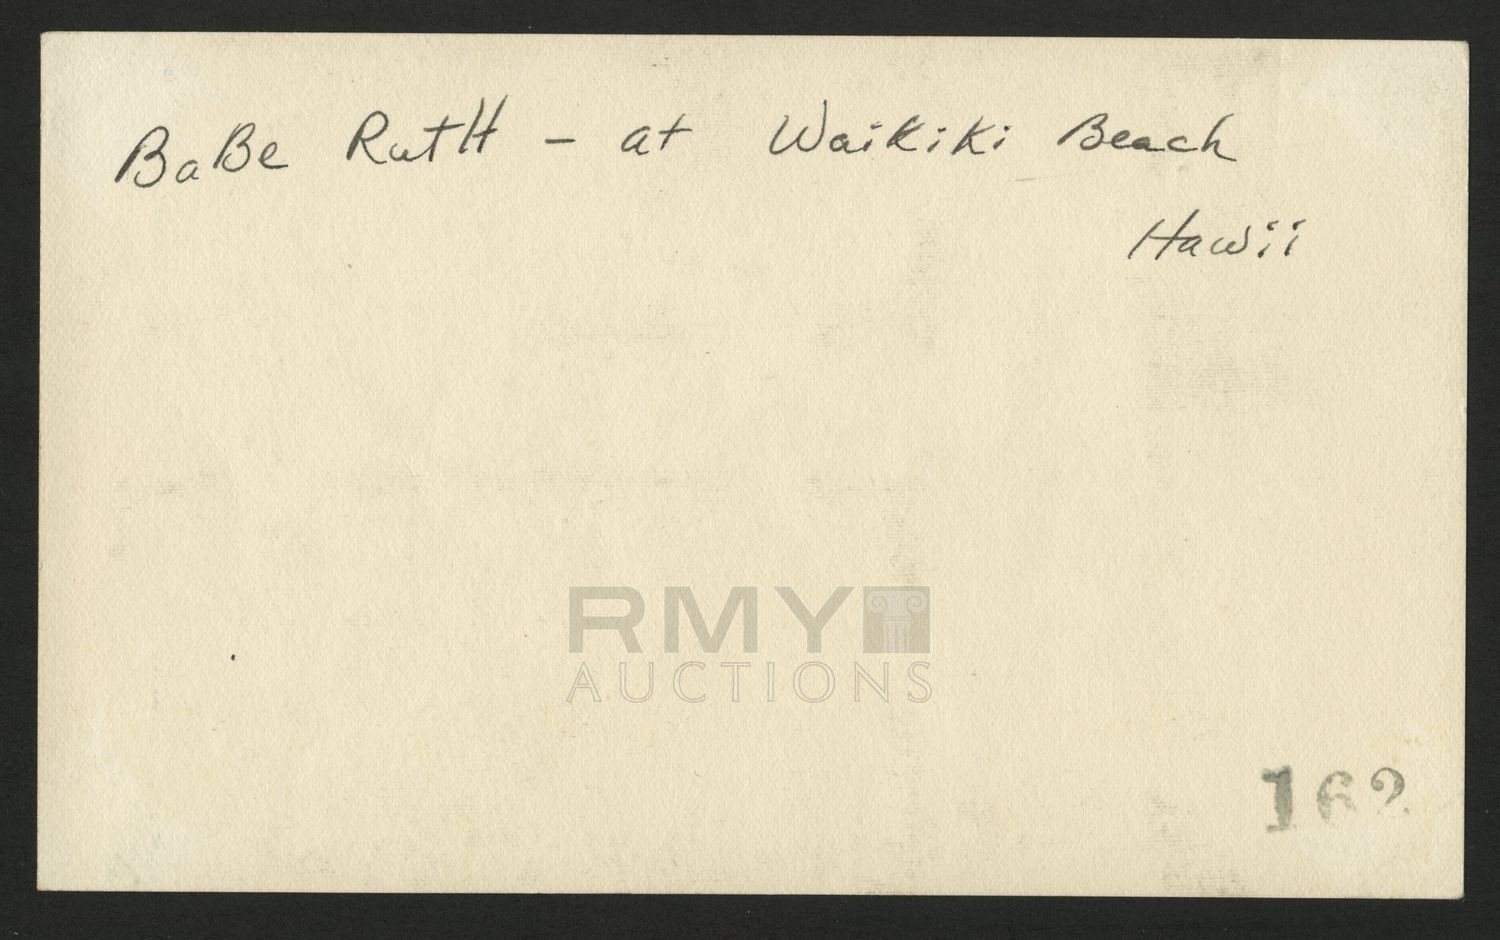 BaBe RutH - at Waikiki Beach
Hawii
RMY
AUCTIONS
162